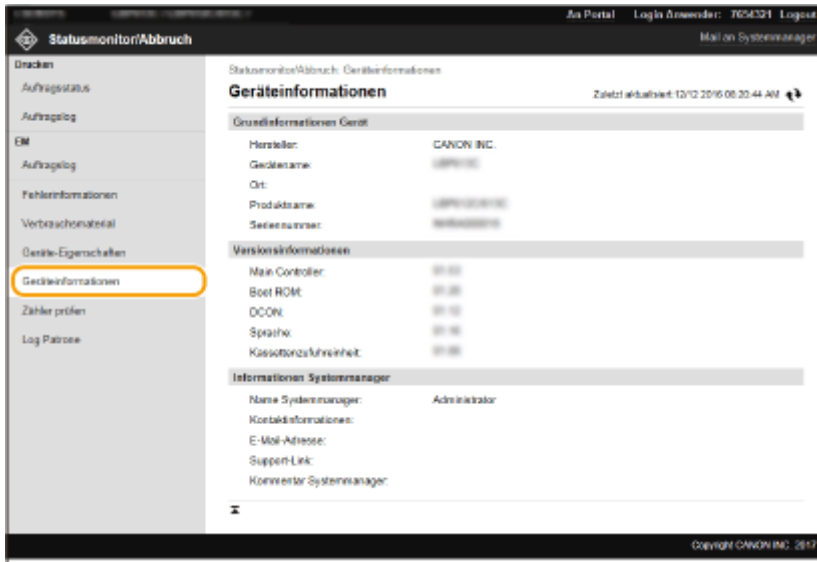 An Portal Login Anwender: 7654321 Logout
Statusmonitor/Abbruch Mail an Systemmanager
Drucken
Auftragsstatus
Auftragslog
EM
Auftragslog
Fehlerinformationen
Verbrauchsmaterial
Geräte-Eigenschaften
Geräteinformationen
Zähler prüfen
Log Patrone
Statusmonitor/Abbruch: Geräteinformationen
Geräteinformationen
Zuletzt aktualisiert: 12/12 2016 08:20:44 AM
Grundinformationen Gerät
Hersteller: CANON INC.
Gerätename:
Ort:
Produktname:
Seriennummer:
Versionsinformationen
Main Controller:
Boot ROM:
DCON:
Sprache:
Kassettenzufuhreinheit:
Informationen Systemmanager
Name Systemmanager: Administrator
Kontaktinformationen:
E-Mail-Adresse:
Support-Link:
Kommentar Systemmanager:
Copyright CANON INC. 2017